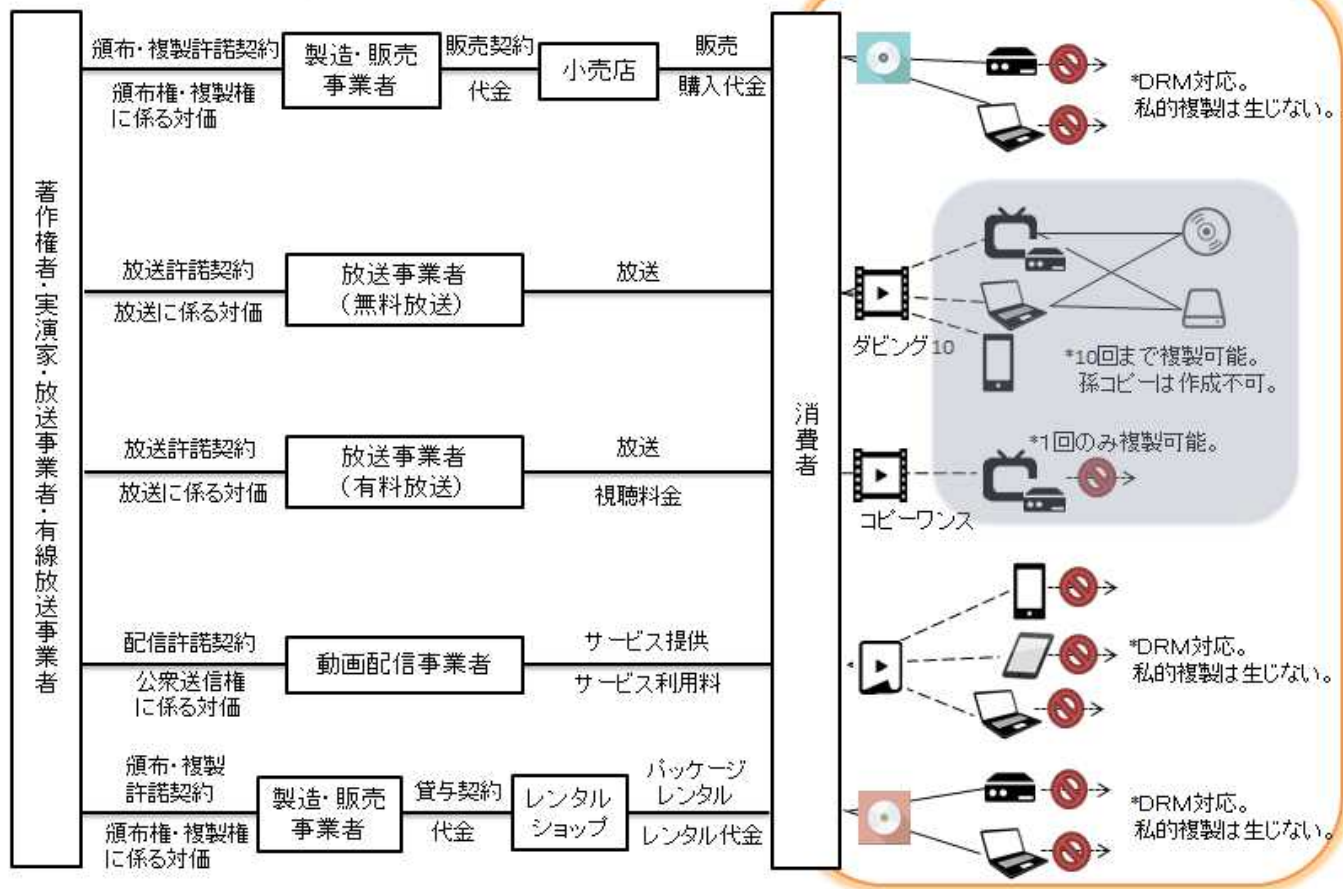 著作権者・実演家・放送事業者・有線放送事業者
頒布・複製許諾契約
頒布権・複製権
に係る対価
製造・販売
事業者
販売契約
代金
小売店
販売
購入代金
*DRM対応。
私的複製は生じない。
放送許諾契約
放送に係る対価
放送事業者
(無料放送)
放送
ダビング10
*10回まで複製可能。
孫コピーは作成不可。
消費者
放送許諾契約
放送に係る対価
放送事業者
(有料放送)
放送
視聴料金
コピーワンス
*1回のみ複製可能。
配信許諾契約
公衆送信権
に係る対価
動画配信事業者
サービス提供
サービス利用料
*DRM対応。
私的複製は生じない。
頒布・複製
許諾契約
頒布権・複製権
に係る対価
製造・販売
事業者
貸与契約
代金
レンタル
ショップ
パッケージ
レンタル
レンタル代金
*DRM対応。
私的複製は生じない。